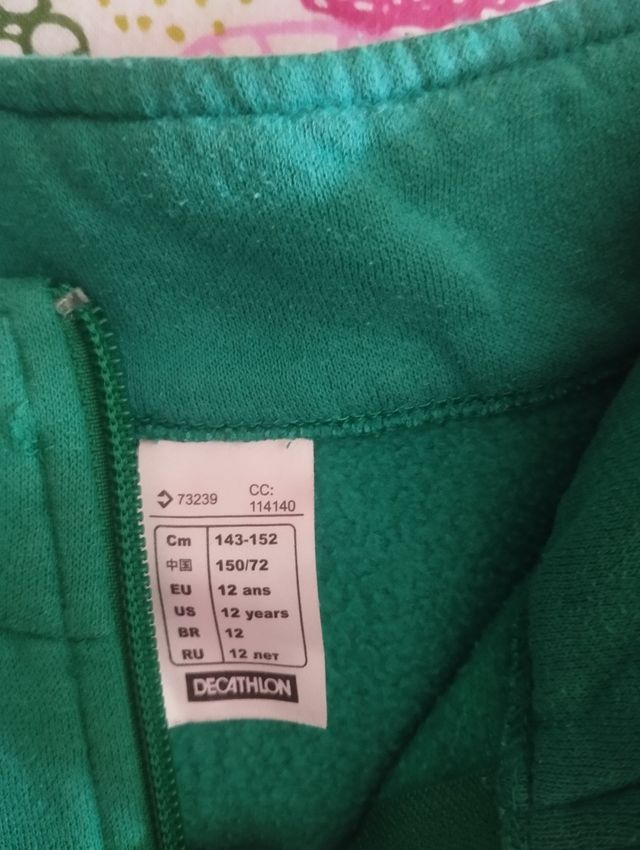 73239 CC:
114140
Cm 143-152
中国 150/72
EU 12 ans
US 12 years
BR 12
RU 12 лет
DECATHLON